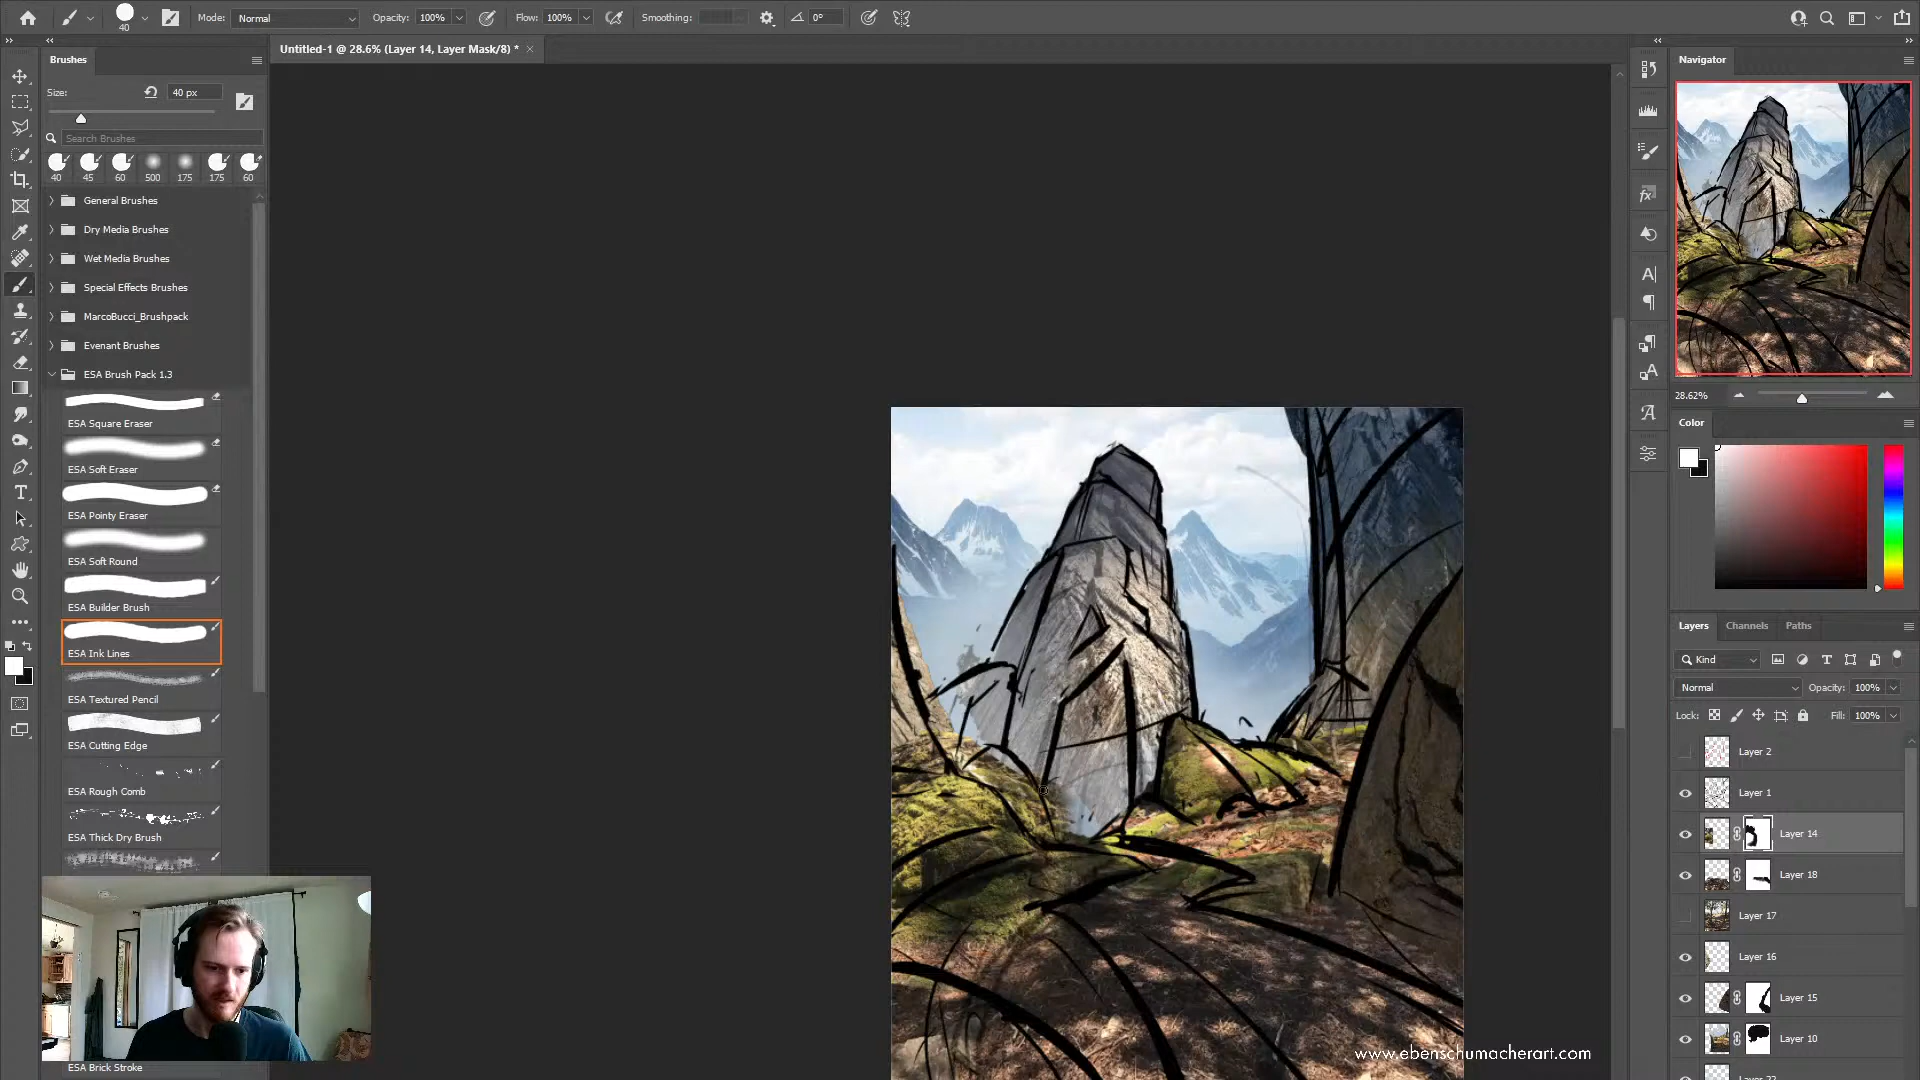 40
Mode:
Normal
Opacity:
100%
Flow:
100%
Smoothing:
0°
Untitled-1 @ 28.6% (Layer 14, Layer Mask/8) *
Brushes
Size:
40 px
Search Brushes
40
45
60
500
175
175
60
General Brushes
Dry Media Brushes
Wet Media Brushes
Special Effects Brushes
MarcoBucci_Brushpack
Evenant Brushes
ESA Brush Pack 1.3
ESA Square Eraser
ESA Soft Eraser
ESA Pointy Eraser
ESA Soft Round
ESA Builder Brush
ESA Ink Lines
ESA Textured Pencil
ESA Cutting Edge
ESA Rough Comb
ESA Thick Dry Brush
ESA Brick Stroke
www.ebenschumacherart.com
Navigator
28.62%
Color
Layers
Channels
Paths
Kind
Normal
Opacity:
100%
Lock:
Fill:
100%
Layer 2
Layer 1
Layer 14
Layer 18
Layer 17
Layer 16
Layer 15
Layer 10